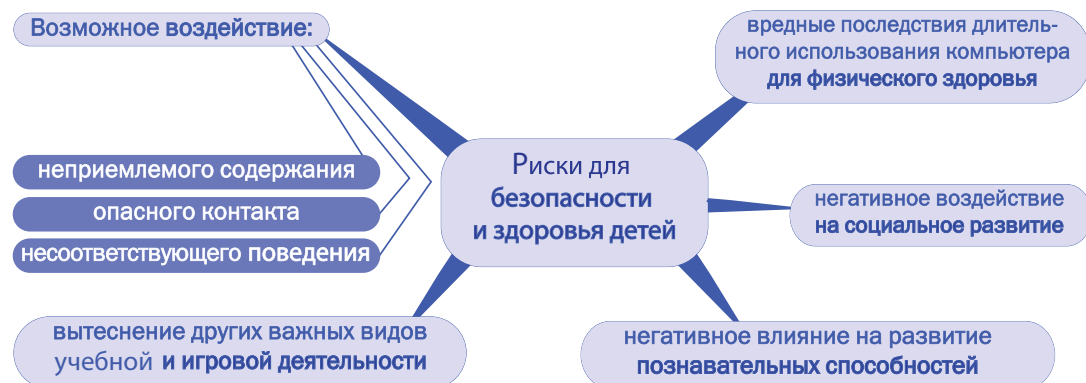 Возможное воздействие:
неприемлемого содержания
опасного контакта
несоответствующего поведения
вытеснение других важных видов
учебной и игровой деятельности
Риски для
безопасности
и здоровья детей
вредные последствия длитель-
ного использования компьютера
для физического здоровья
негативное воздействие
на социальное развитие
негативное влияние на развитие
познавательных способностей